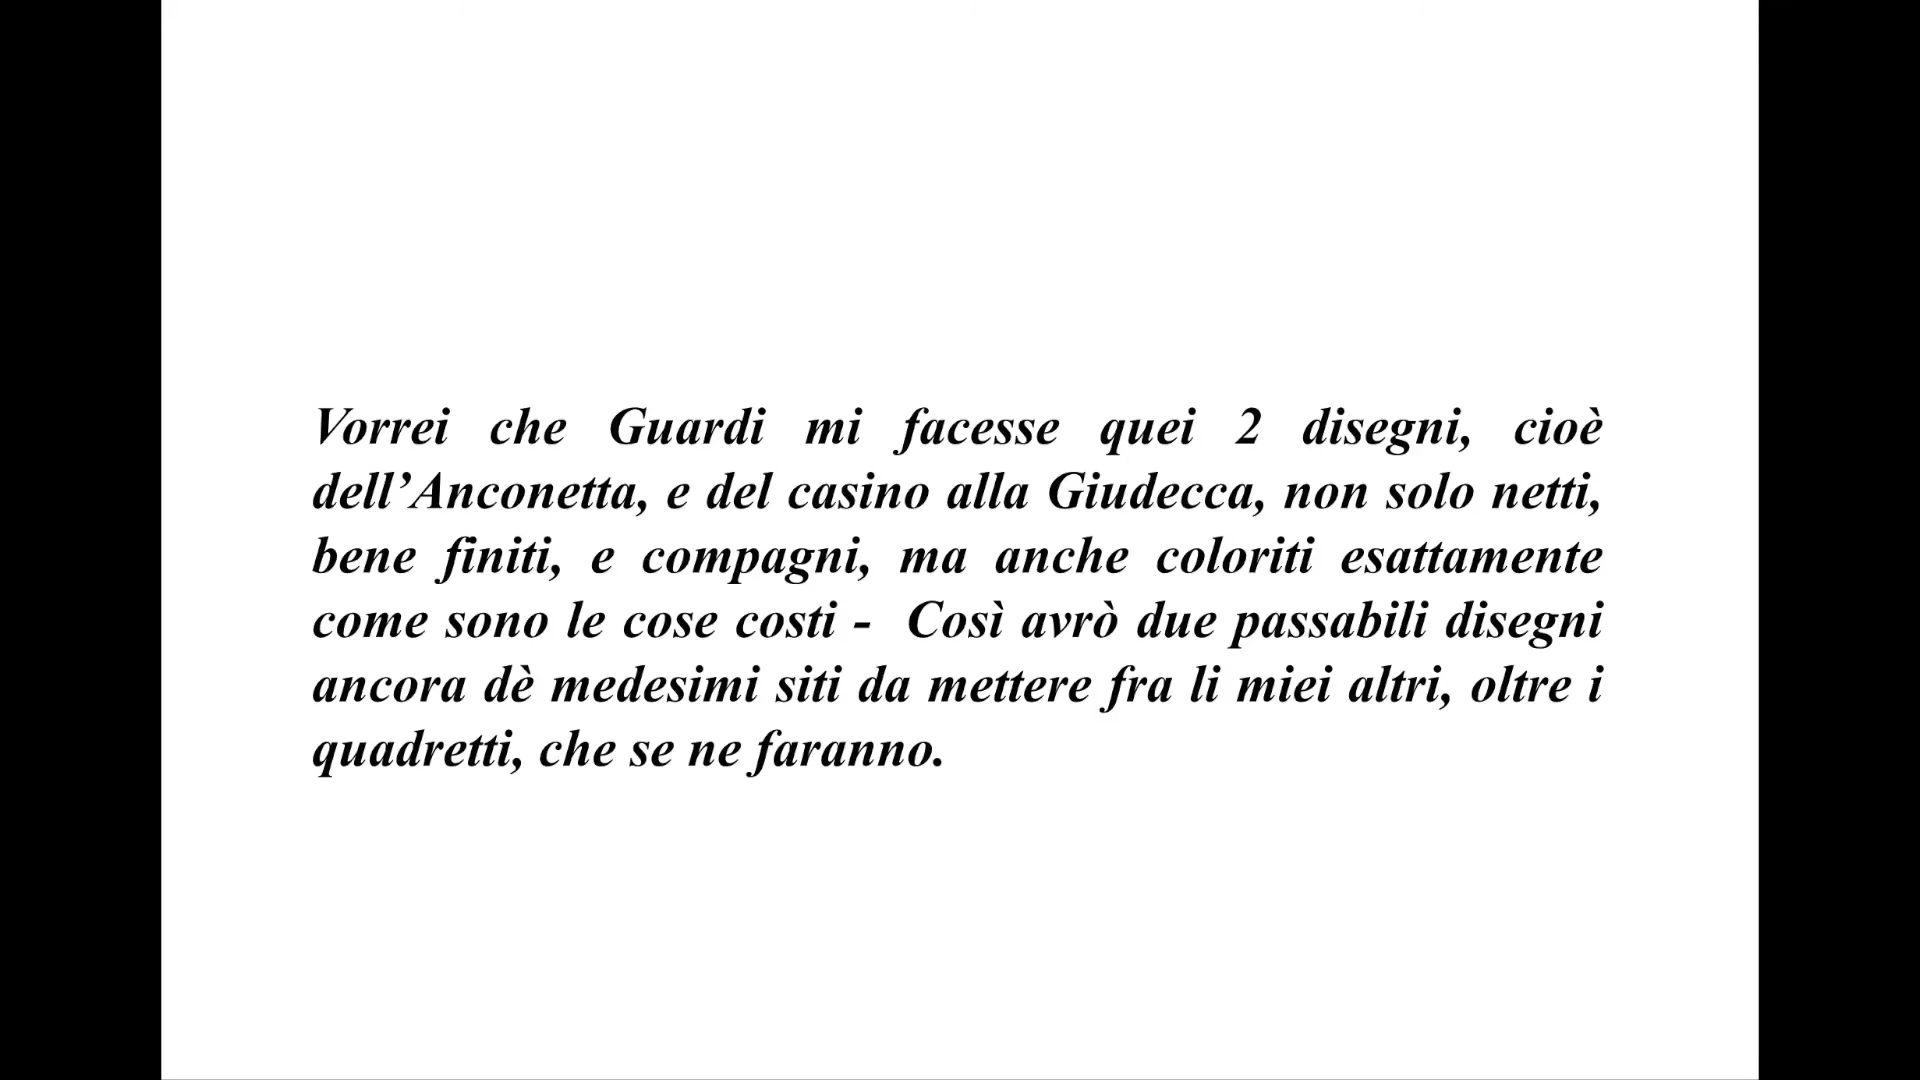 Vorrei che Guardi mi facesse quei 2 disegni, cioè
dell’Anconetta, e del casino alla Giudecca, non solo netti,
bene finiti, e compagni, ma anche coloriti esattamente
come sono le cose costi - Così avrò due passabili disegni
ancora dè medesimi siti da mettere fra li miei altri, oltre i
quadretti, che se ne faranno.